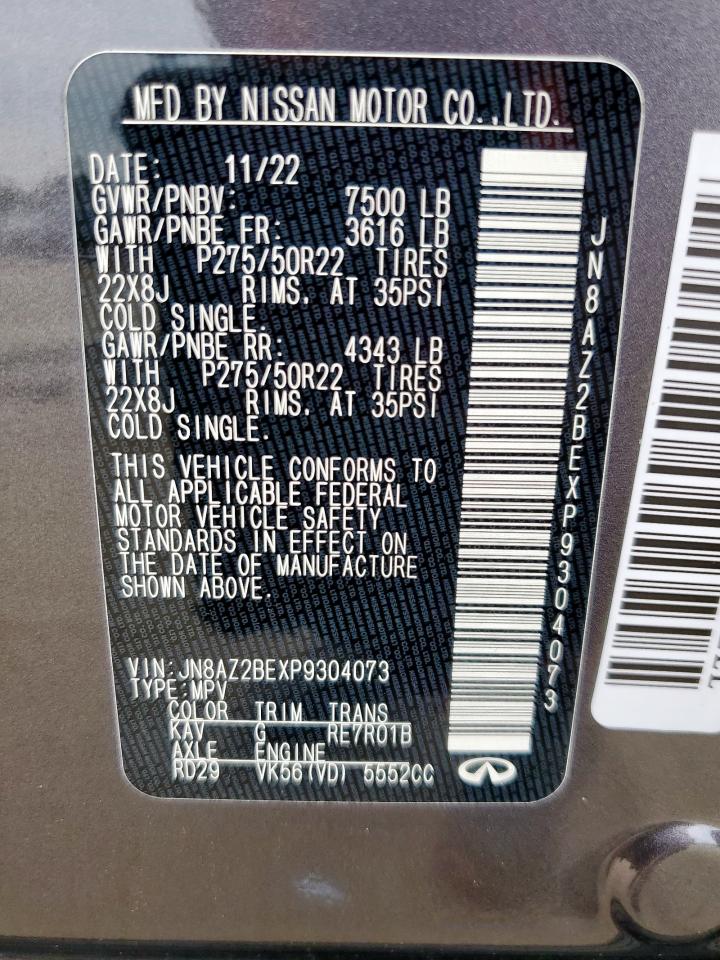 MFD BY NISSAN MOTOR CO.,LTD.
DATE: 11/22
GVWR/PNBV: 7500 LB
GAWR/PNBE FR: 3616 LB
WITH P275/50R22 TIRES
22X8J RIMS. AT 35PSI
COLD SINGLE.
GAWR/PNBE RR: 4343 LB
WITH P275/50R22 TIRES
22X8J RIMS. AT 35PSI
COLD SINGLE.
THIS VEHICLE CONFORMS TO
ALL APPLICABLE FEDERAL
MOTOR VEHICLE SAFETY
STANDARDS IN EFFECT ON
THE DATE OF MANUFACTURE
SHOWN ABOVE.
VIN:JN8AZ2BEXP9304073
TYPE:MPV
COLOR TRIM TRANS
KAV G RE7R01B
AXLE ENGINE
RD29 VK56(VD) 5552CC
JN8AZ2BEXP9304073